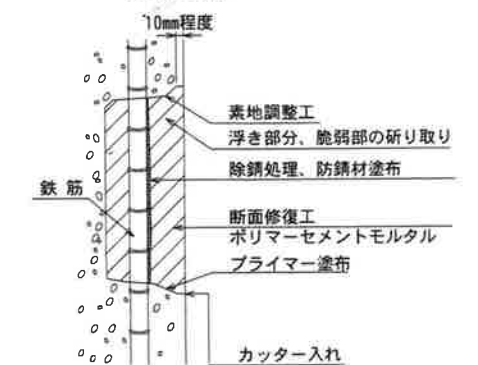 10mm程度
素地調整工
浮き部分、脆弱部の斫り取り
除錆処理、防錆材塗布
鉄筋
断面修復工
ポリマーセメントモルタル
プライマー塗布
カッター入れ